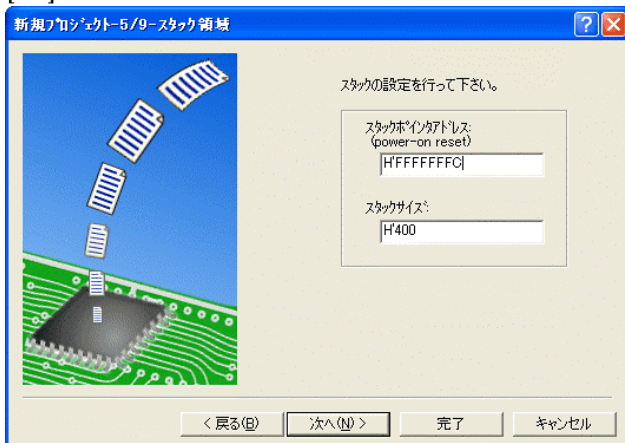 新規プロジェクト-5/9-スタック領域
スタックの設定を行って下さい。
スタックポインタアドレス:
(power-on reset)
H'FFFFFFFC
スタックサイズ:
H'400
< 戻る(B)
次へ(N) >
完了
キャンセル